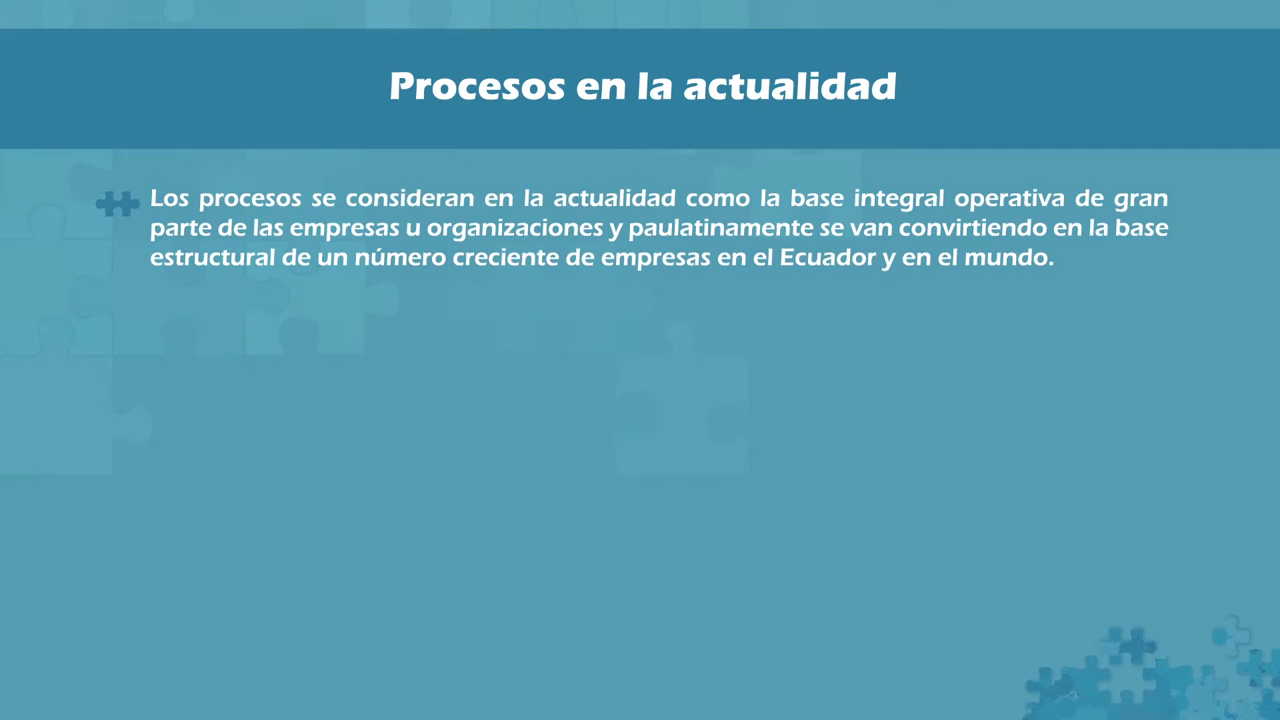 Procesos en la actualidad
Los procesos se consideran en la actualidad como la base integral operativa de gran
parte de las empresas u organizaciones y paulatinamente se van convirtiendo en la base
estructural de un número creciente de empresas en el Ecuador y en el mundo.